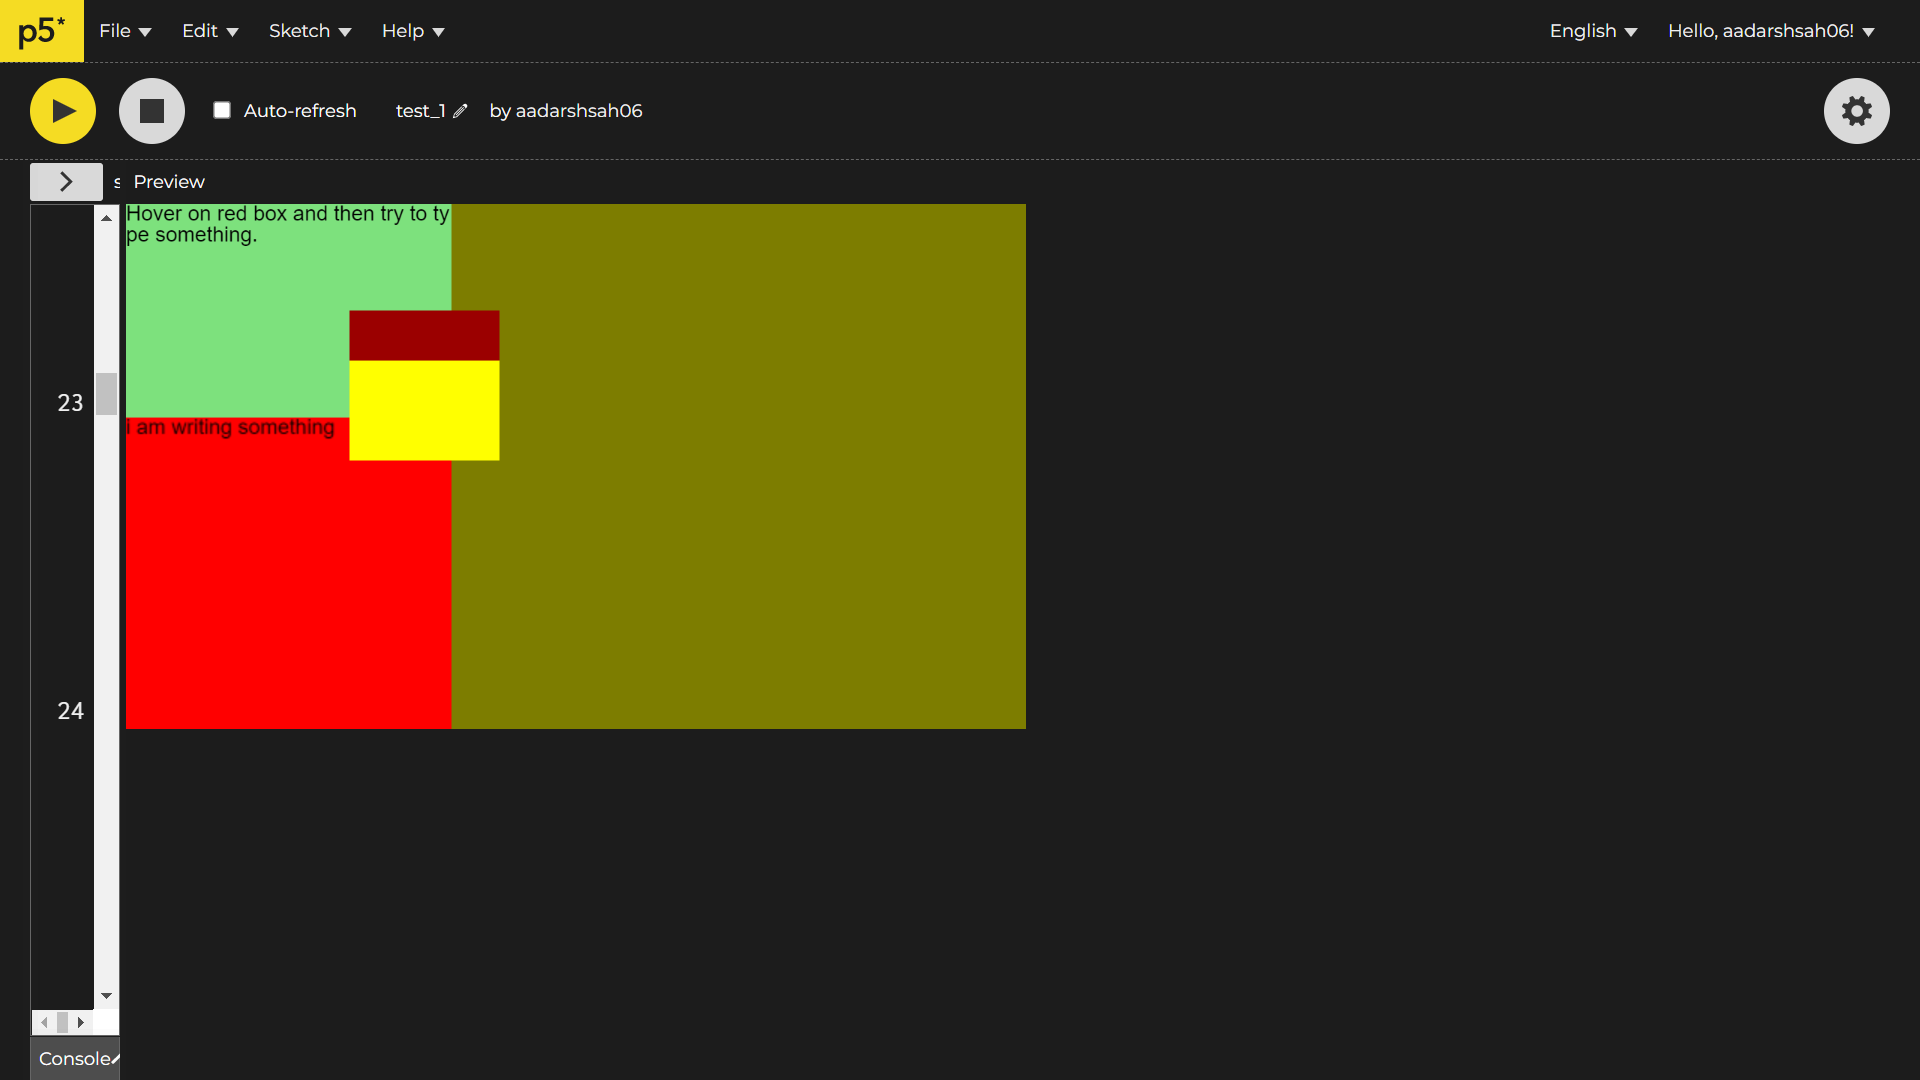 p5*
File
Edit
Sketch
Help
English
Hello, aadarshsah06!
Auto-refresh
test_1
by aadarshsah06
s
Preview
Hover on red box and then try to ty
pe something.
23
i am writing something
24
Console